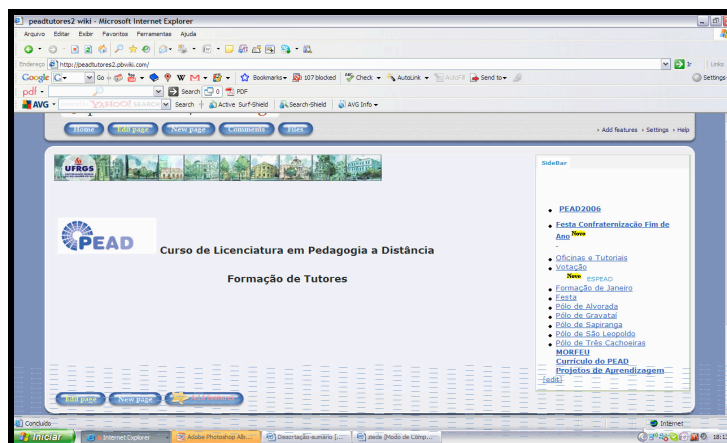 peadtutores2 wiki - Microsoft Internet Explorer
Arquivo Editar Exibir Favoritos Ferramentas Ajuda
Endereço http://peadtutores2.pbwiki.com/ Ir Links
Google G Go Bookmarks 107 blocked Check AutoLink AutoFill Send to Settings
pdf Search 0 PDF
AVG YAHOO! SEARCH Search Active Surf-Shield Search-Shield AVG Info
Home Edit page New page Comments Files
Add features Settings Help
UFRGS
PEAD
Curso de Licenciatura em Pedagogia a Distância
Formação de Tutores
SideBar
PEAD2006
Festa Confraternização Fim de
Ano Novo
-
Oficinas e Tutoriais
Votação
Novo ESPEAD
Formação de Janeiro
Festa
Pólo de Alvorada
Pólo de Gravataí
Pólo de Sapiranga
Pólo de São Leopoldo
Pólo de Três Cachoeiras
MORFEU
Currículo do PEAD
Projetos de Aprendizagem
[edit]
Edit page New page Add features
Concluído Internet
Iniciar Internet Explorer Adobe Photoshop Alb... Dissertação-sumário [... pede [Modo de Comp...